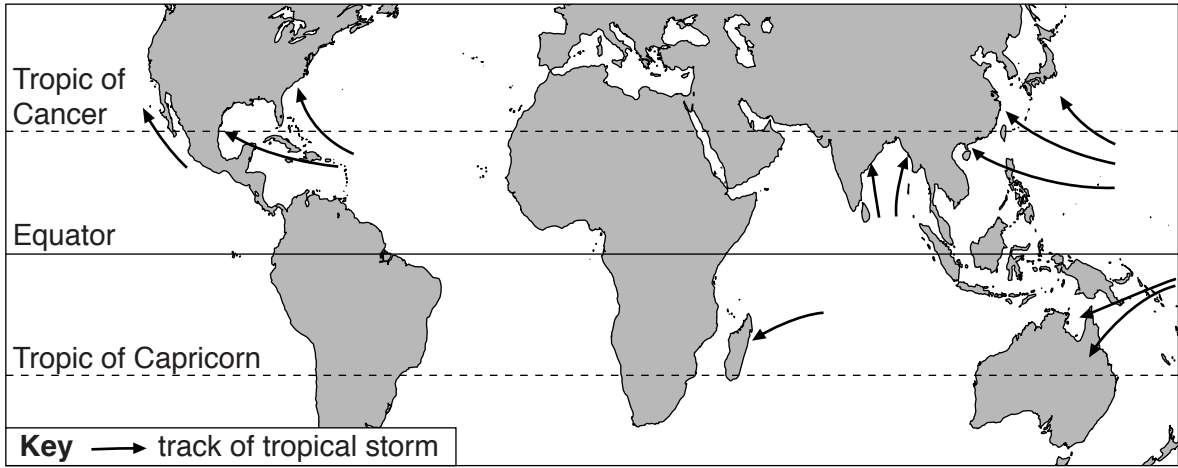 Tropic of
Cancer
Equator
Tropic of Capricorn
Key track of tropical storm